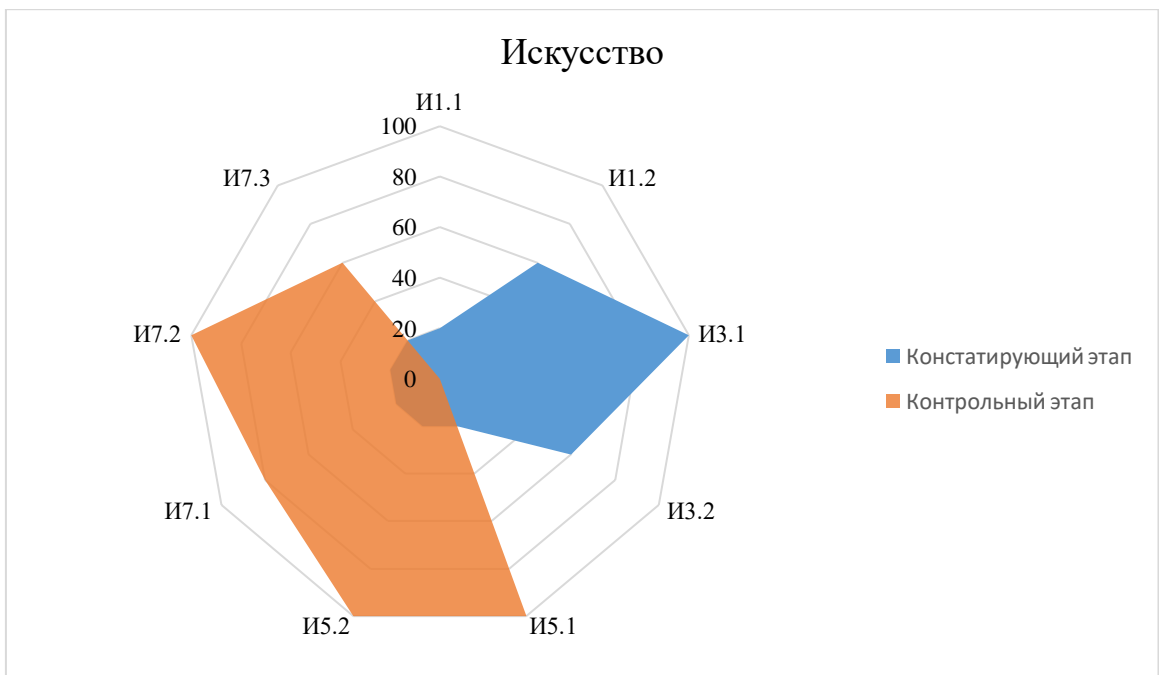 Искусство
И1.1
И1.2
И3.1
И3.2
И5.1
И5.2
И7.1
И7.2
И7.3
100
80
60
40
20
0
Констатирующий этап
Контрольный этап